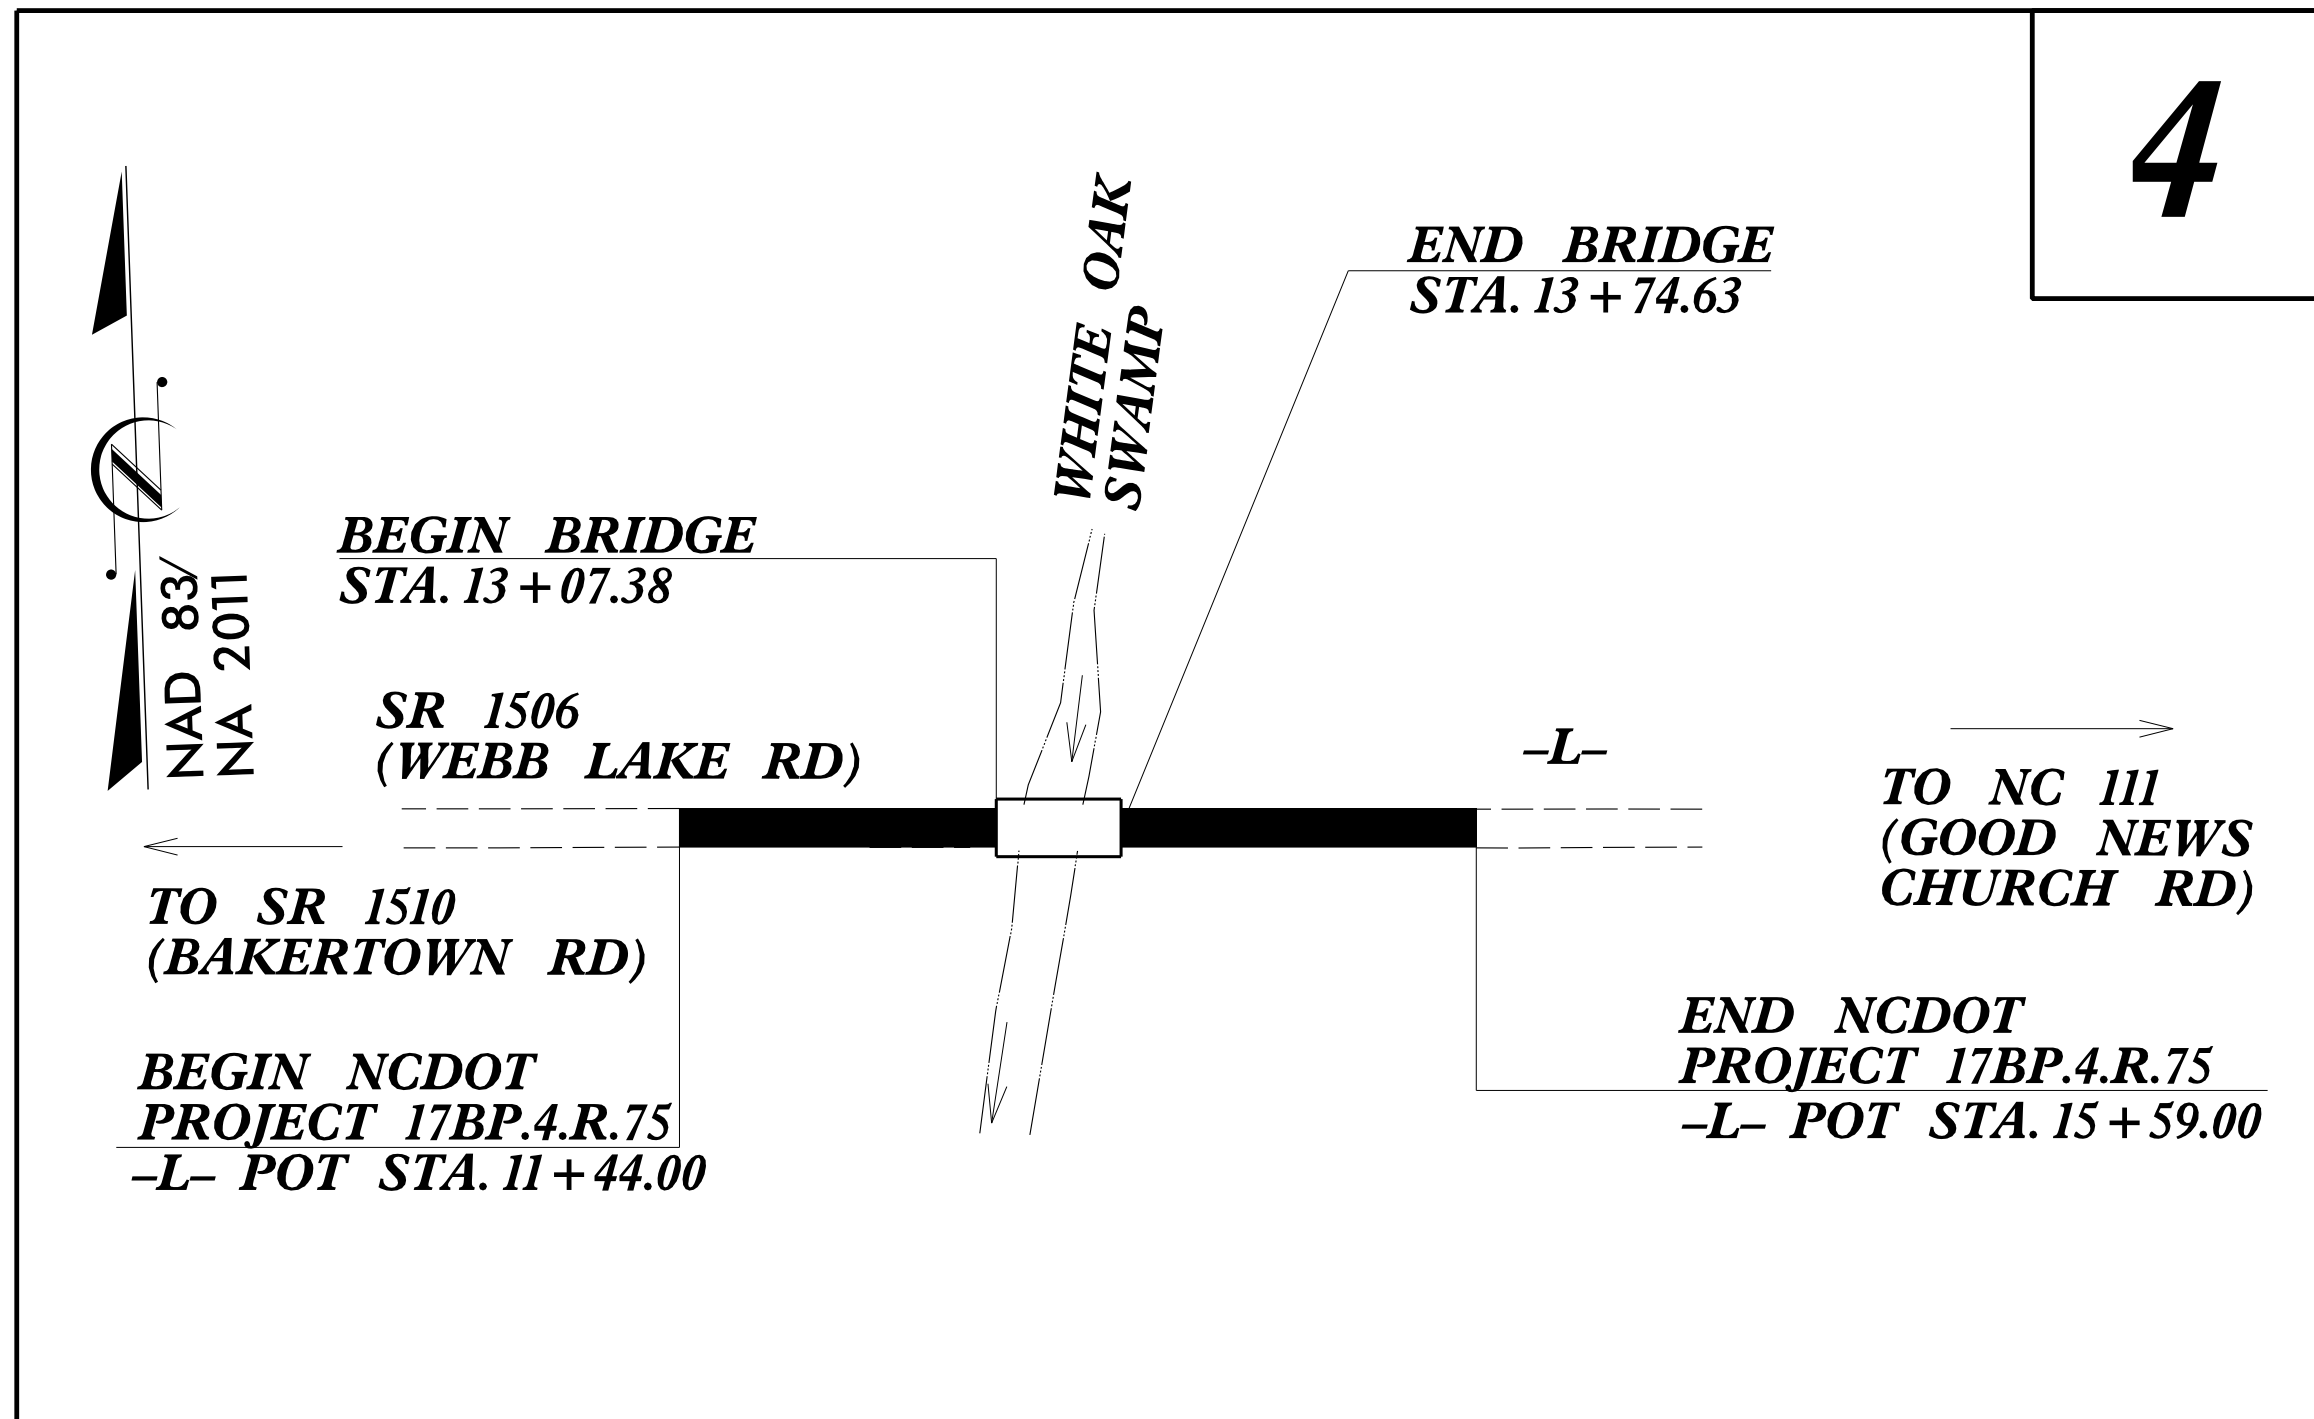 4
WHITE OAK
SWAMP
END BRIDGE
STA. 13+74.63
N
NAD 83/
NA 2011
BEGIN BRIDGE
STA. 13+07.38
SR 1506
(WEBB LAKE RD)
–L–
TO NC 111
(GOOD NEWS
CHURCH RD)
TO SR 1510
(BAKERTOWN RD)
BEGIN NCDOT
PROJECT 17BP.4.R.75
–L– POT STA. 11+44.00
END NCDOT
PROJECT 17BP.4.R.75
–L– POT STA. 15+59.00